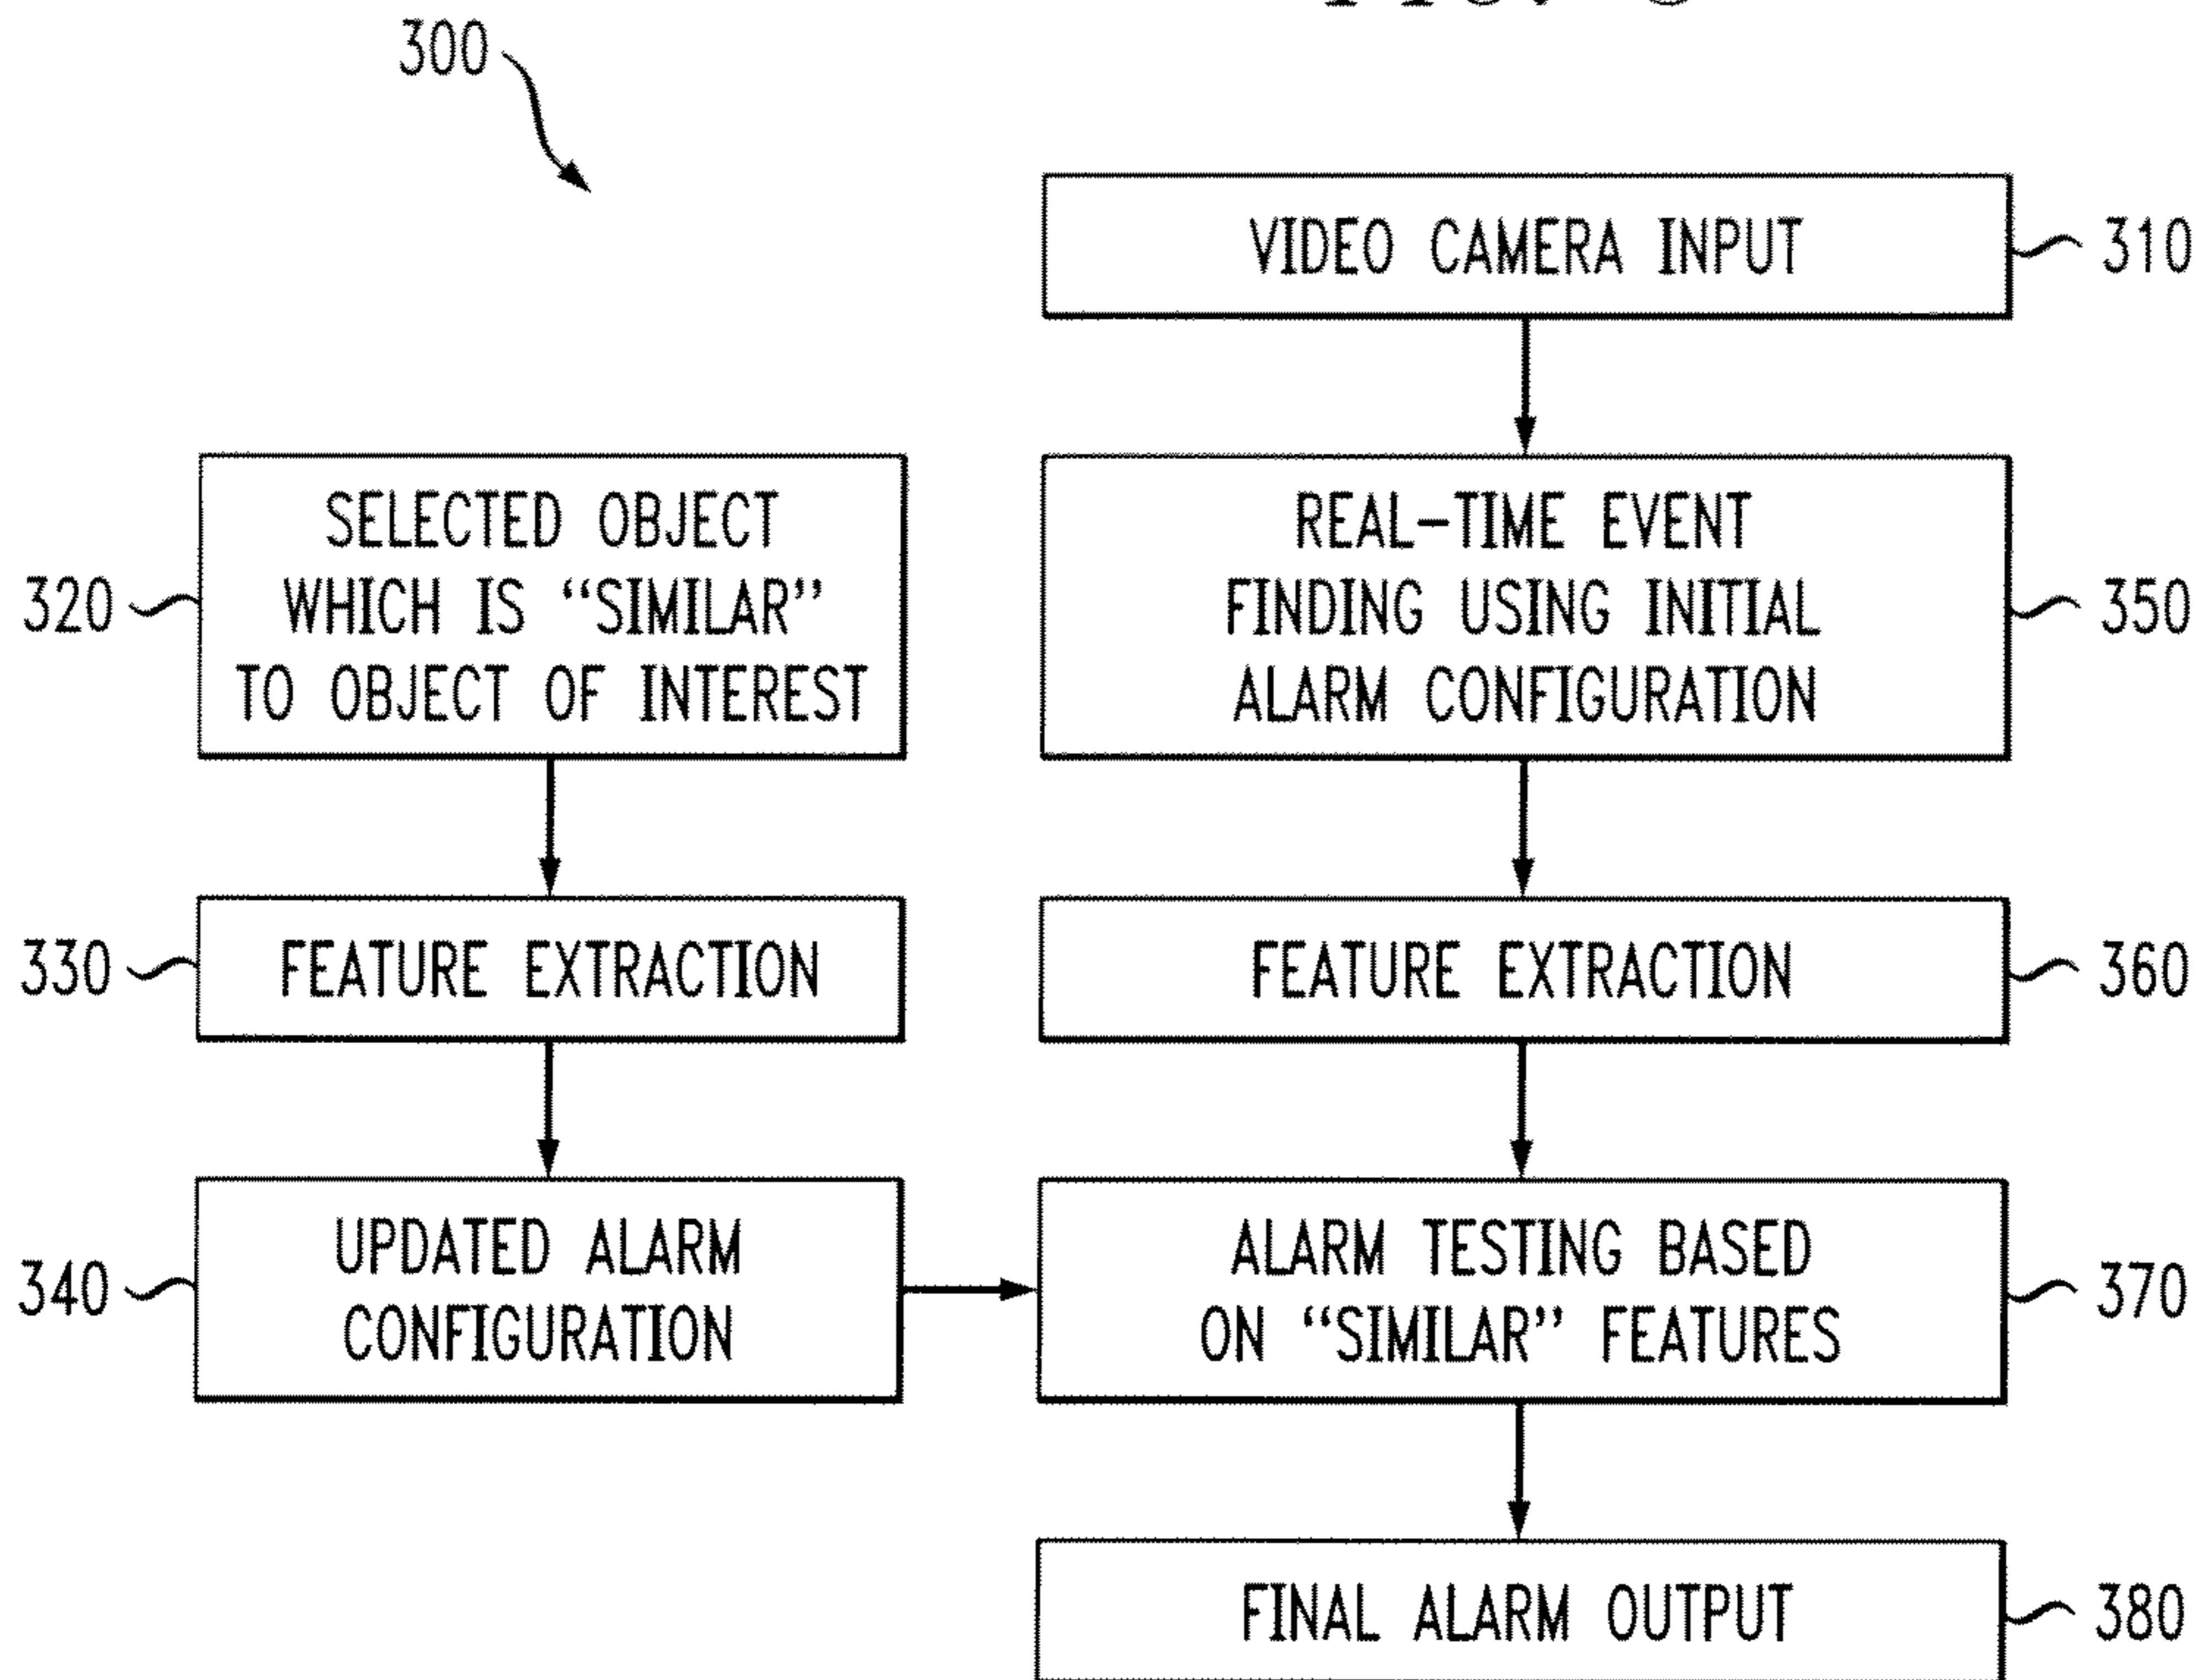 300
VIDEO CAMERA INPUT
310
SELECTED OBJECT
WHICH IS “SIMILAR”
TO OBJECT OF INTEREST
320
REAL-TIME EVENT
FINDING USING INITIAL
ALARM CONFIGURATION
350
330
FEATURE EXTRACTION
FEATURE EXTRACTION
360
340
UPDATED ALARM
CONFIGURATION
ALARM TESTING BASED
ON “SIMILAR” FEATURES
370
FINAL ALARM OUTPUT
380